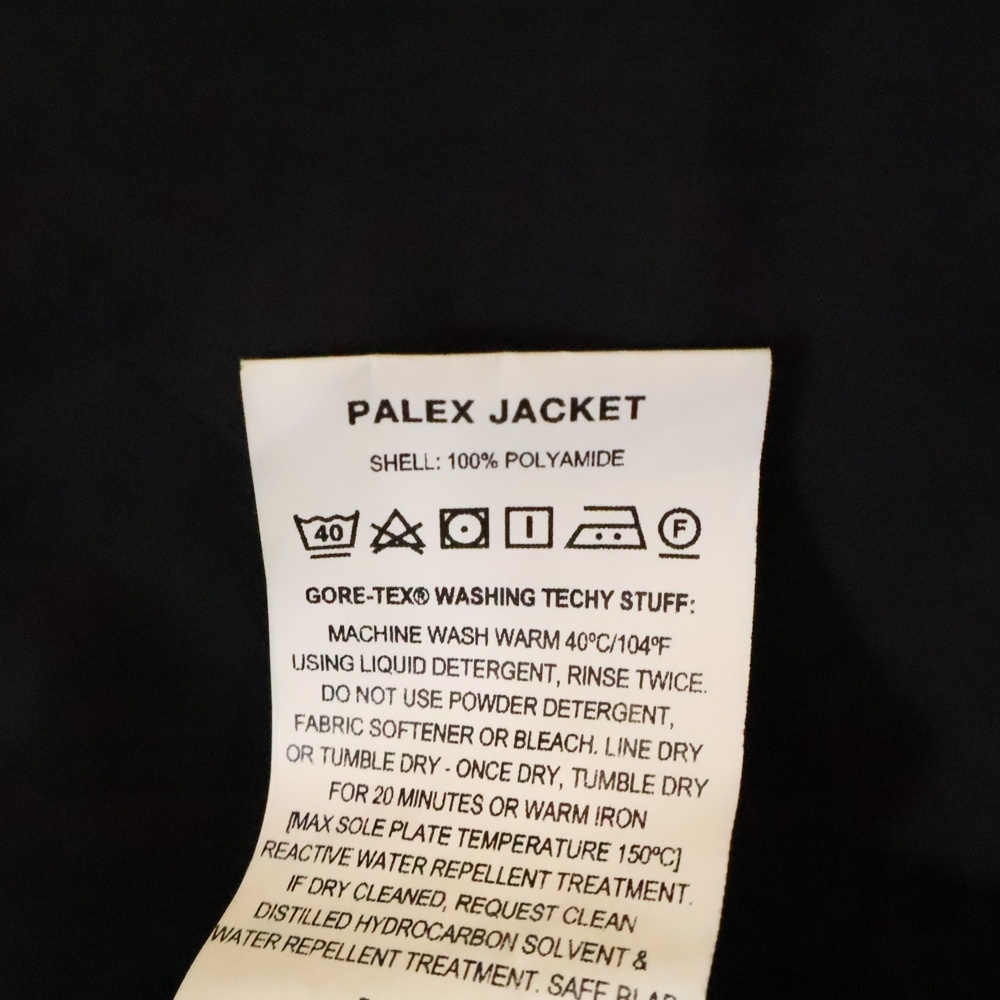 PALEX JACKET
SHELL: 100% POLYAMIDE
40 F
GORE-TEX® WASHING TECHY STUFF:
MACHINE WASH WARM 40ºC/104ºF
USING LIQUID DETERGENT, RINSE TWICE.
DO NOT USE POWDER DETERGENT,
FABRIC SOFTENER OR BLEACH. LINE DRY
OR TUMBLE DRY - ONCE DRY, TUMBLE DRY
FOR 20 MINUTES OR WARM IRON
[MAX SOLE PLATE TEMPERATURE 150ºC]
REACTIVE WATER REPELLENT TREATMENT.
IF DRY CLEANED, REQUEST CLEAN
DISTILLED HYDROCARBON SOLVENT &
WATER REPELLENT TREATMENT. SAFE